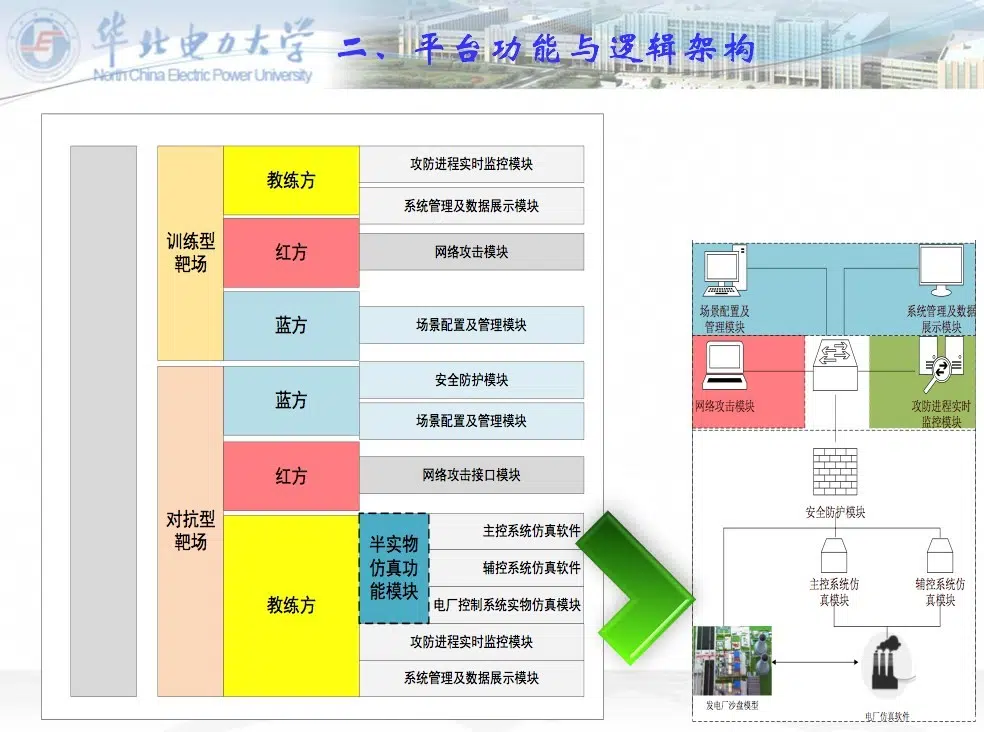 华北电力大学
North China Electric Power University
二、平台功能与逻辑架构
训练型
靶场
教练方
攻防进程实时监控模块
系统管理及数据展示模块
红方
网络攻击模块
蓝方
场景配置及管理模块
对抗型
靶场
蓝方
安全防护模块
场景配置及管理模块
红方
网络攻击接口模块
教练方
半实物
仿真功
能模块
主控系统仿真软件
辅控系统仿真软件
电厂控制系统实物仿真模块
攻防进程实时监控模块
系统管理及数据展示模块
场景配置及
管理模块
系统管理及数据
展示模块
网络攻击模块
攻防进程实时
监控模块
安全防护模块
主控系统仿
真模块
辅控系统仿
真模块
发电厂沙盘模型
电厂仿真软件